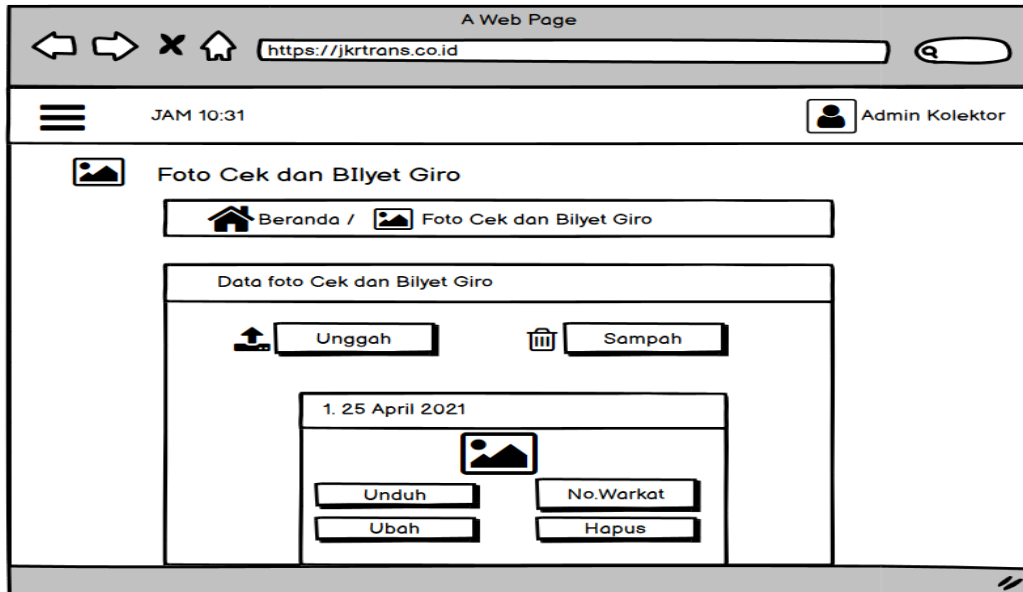 A Web Page
https://jkrtrans.co.id
JAM 10:31
Admin Kolektor
Foto Cek dan BIlyet Giro
Beranda / Foto Cek dan Bilyet Giro
Data foto Cek dan Bilyet Giro
Unggah Sampah
1. 25 April 2021
Unduh No.Warkat
Ubah Hapus